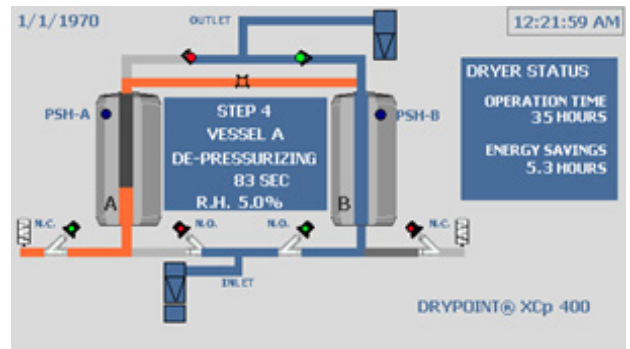 1/1/1970
OUTLET
12:21:59 AM
DRYER STATUS
OPERATION TIME
35 HOURS
ENERGY SAVINGS
5.3 HOURS
PSH-A
PSH-B
STEP 4
VESSEL A
DE-PRESSURIZING
83 SEC
R.H. 5.0%
A
B
N.C.
N.O.
N.O.
N.C.
INLET
DRYPOINT® XCp 400